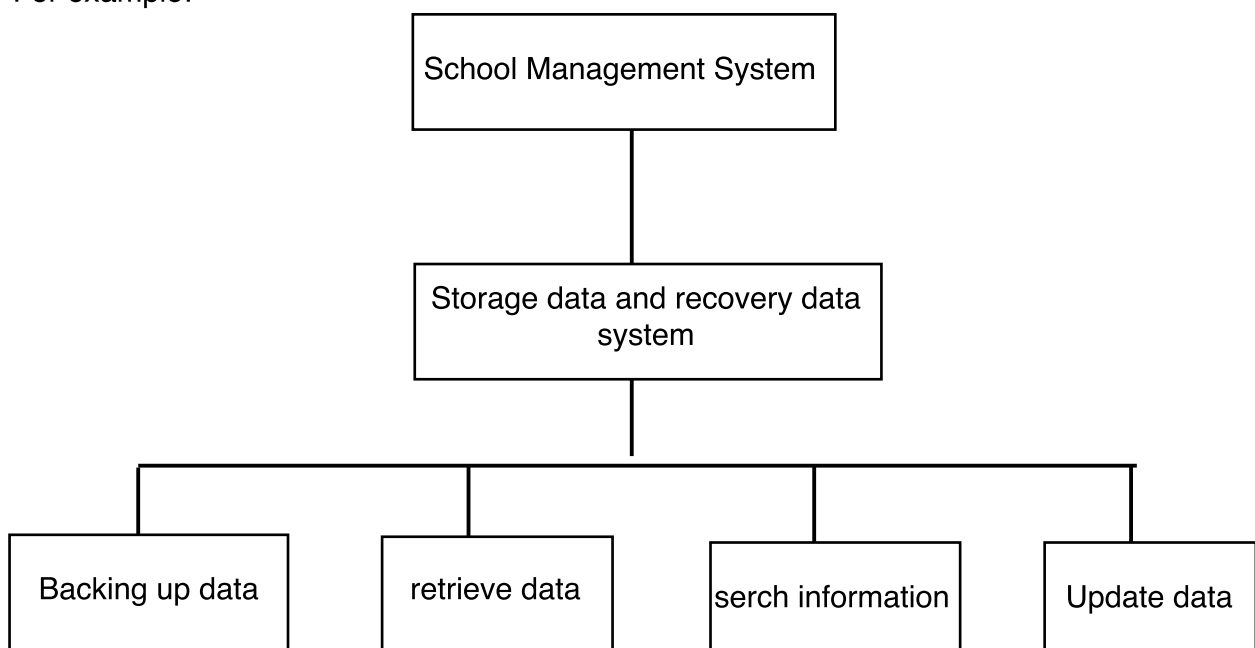 For example:
School Management System
Storage data and recovery data
system
Backing up data
retrieve data
serch information
Update data